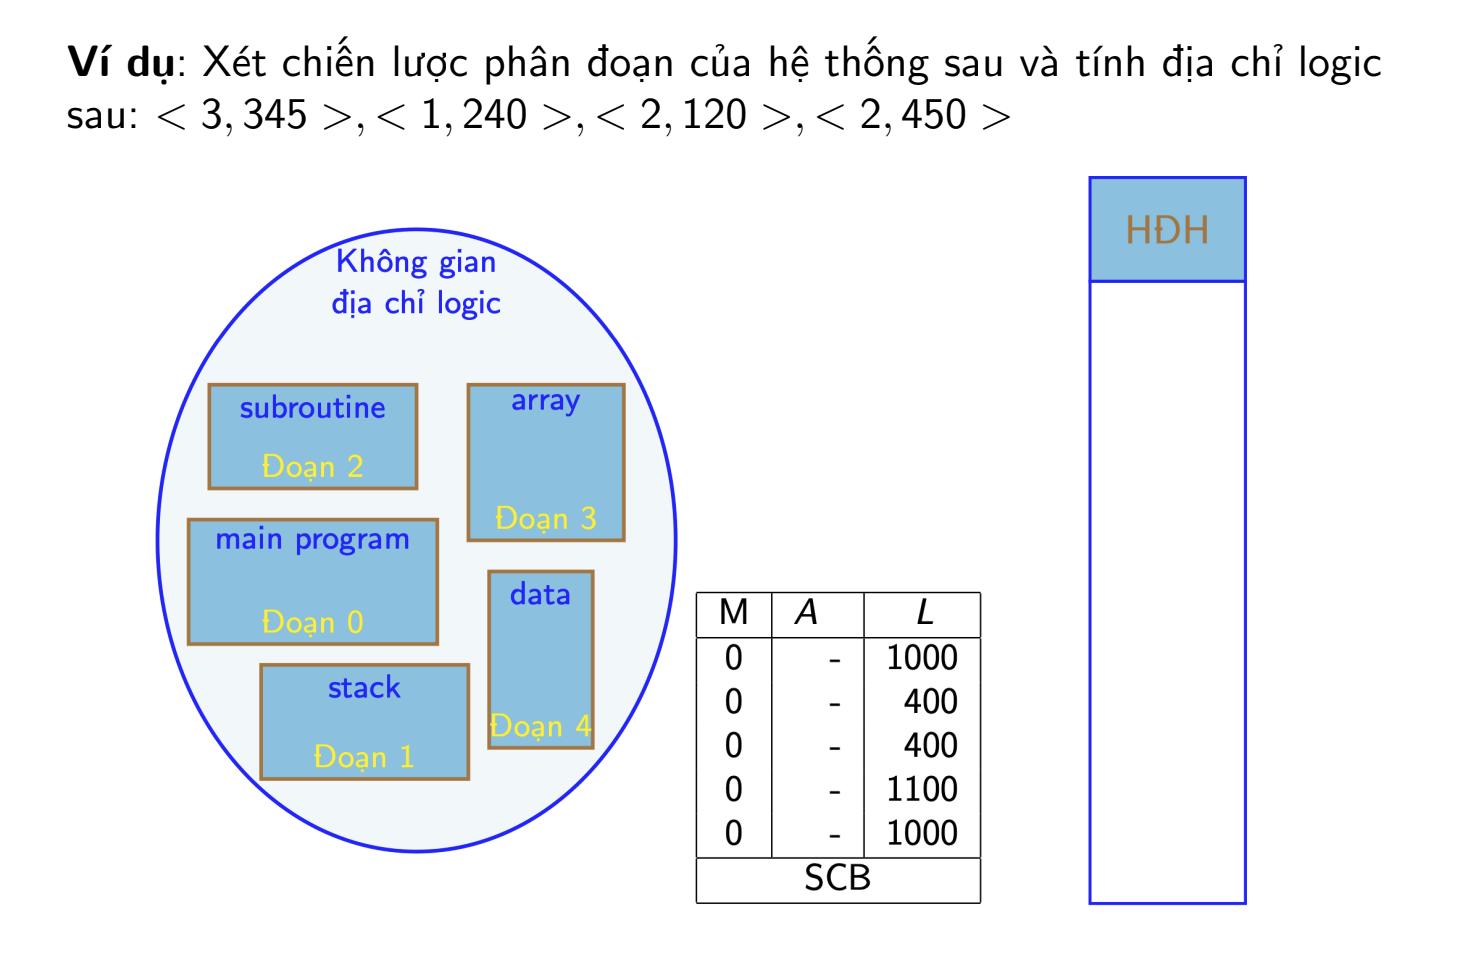 Ví dụ: Xét chiến lược phân đoạn của hệ thống sau và tính địa chỉ logic
sau: < 3, 345 >, < 1, 240 >, < 2, 120 >, < 2, 450 >
HĐH
Không gian
địa chỉ logic
subroutine
Đoạn 2
array
Đoạn 3
main program
Đoạn 0
data
Đoạn 4
stack
Đoạn 1
M A L
0 - 1000
0 - 400
0 - 400
0 - 1100
0 - 1000
SCB